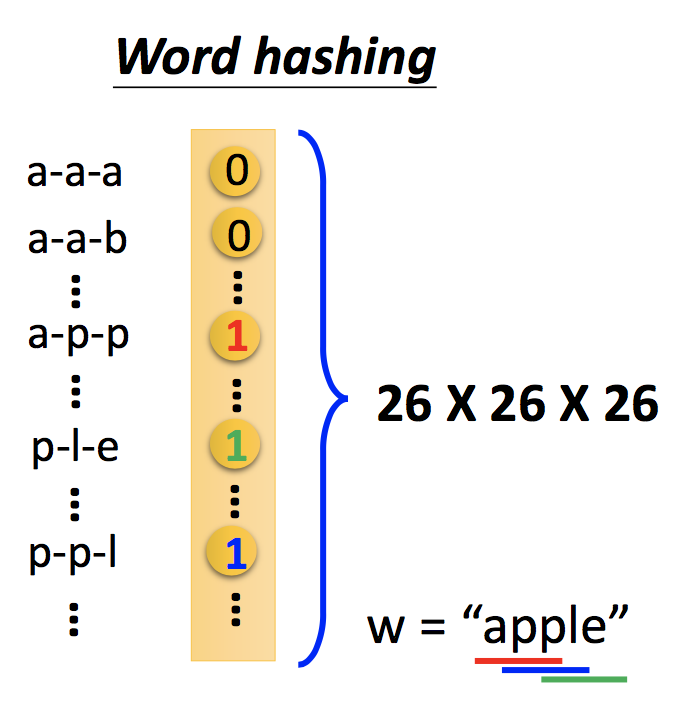 Word hashing
a-a-a 0
a-a-b 0
⋮ ⋮
a-p-p 1
⋮ ⋮
26 X 26 X 26
p-l-e 1
⋮ ⋮
p-p-l 1
⋮ ⋮
w = “apple”